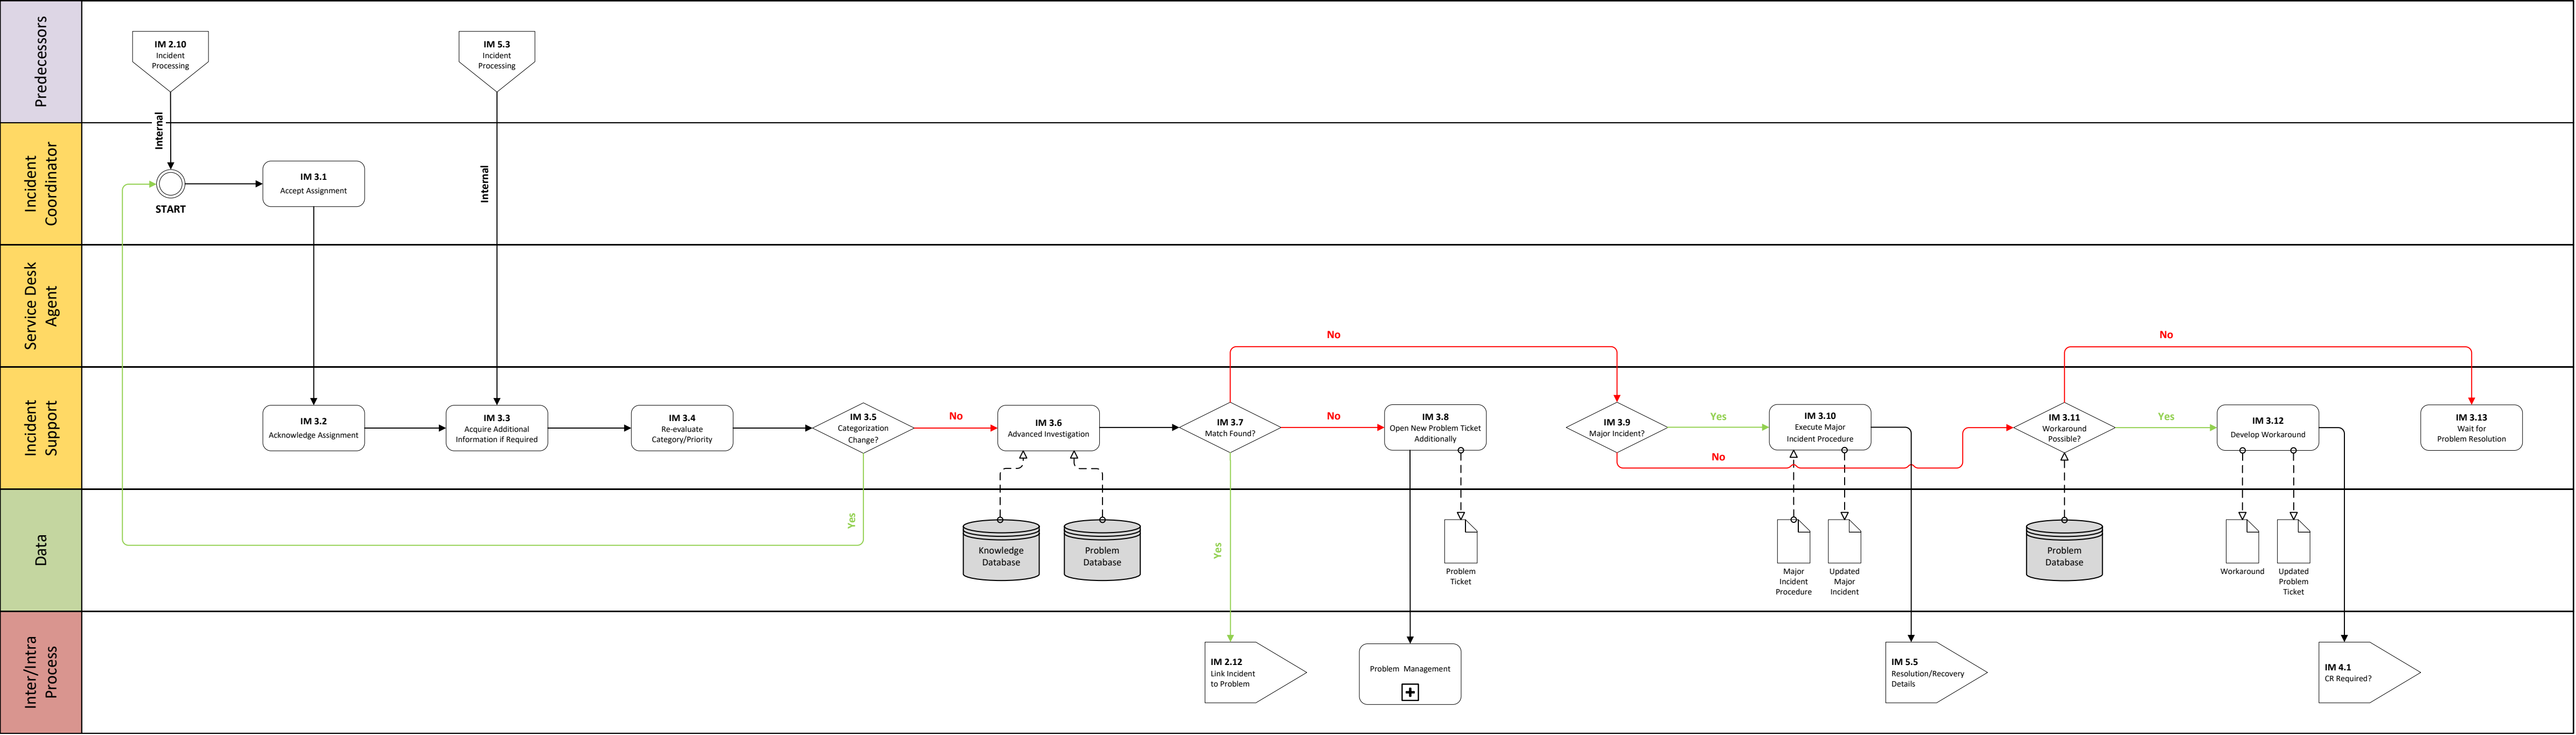 Predecessors
IM 2.10
Incident
Processing
Internal
IM 5.3
Incident
Processing
Internal
Incident
Coordinator
START
IM 3.1
Accept Assignment
Service Desk
Agent
No
No
Incident
Support
IM 3.2
Acknowledge Assignment
IM 3.3
Acquire Additional
Information if Required
IM 3.4
Re-evaluate
Category/Priority
IM 3.5
Categorization
Change?
No
Yes
IM 3.6
Advanced Investigation
IM 3.7
Match Found?
No
Yes
IM 3.8
Open New Problem Ticket
Additionally
IM 3.9
Major Incident?
Yes
No
IM 3.10
Execute Major
Incident Procedure
IM 3.11
Workaround
Possible?
Yes
IM 3.12
Develop Workaround
IM 3.13
Wait for
Problem Resolution
Data
Knowledge
Database
Problem
Database
Problem
Ticket
Major
Incident
Procedure
Updated
Major
Incident
Problem
Database
Workaround
Updated
Problem
Ticket
Inter/Intra
Process
IM 2.12
Link Incident
to Problem
Problem Management
IM 5.5
Resolution/Recovery
Details
IM 4.1
CR Required?